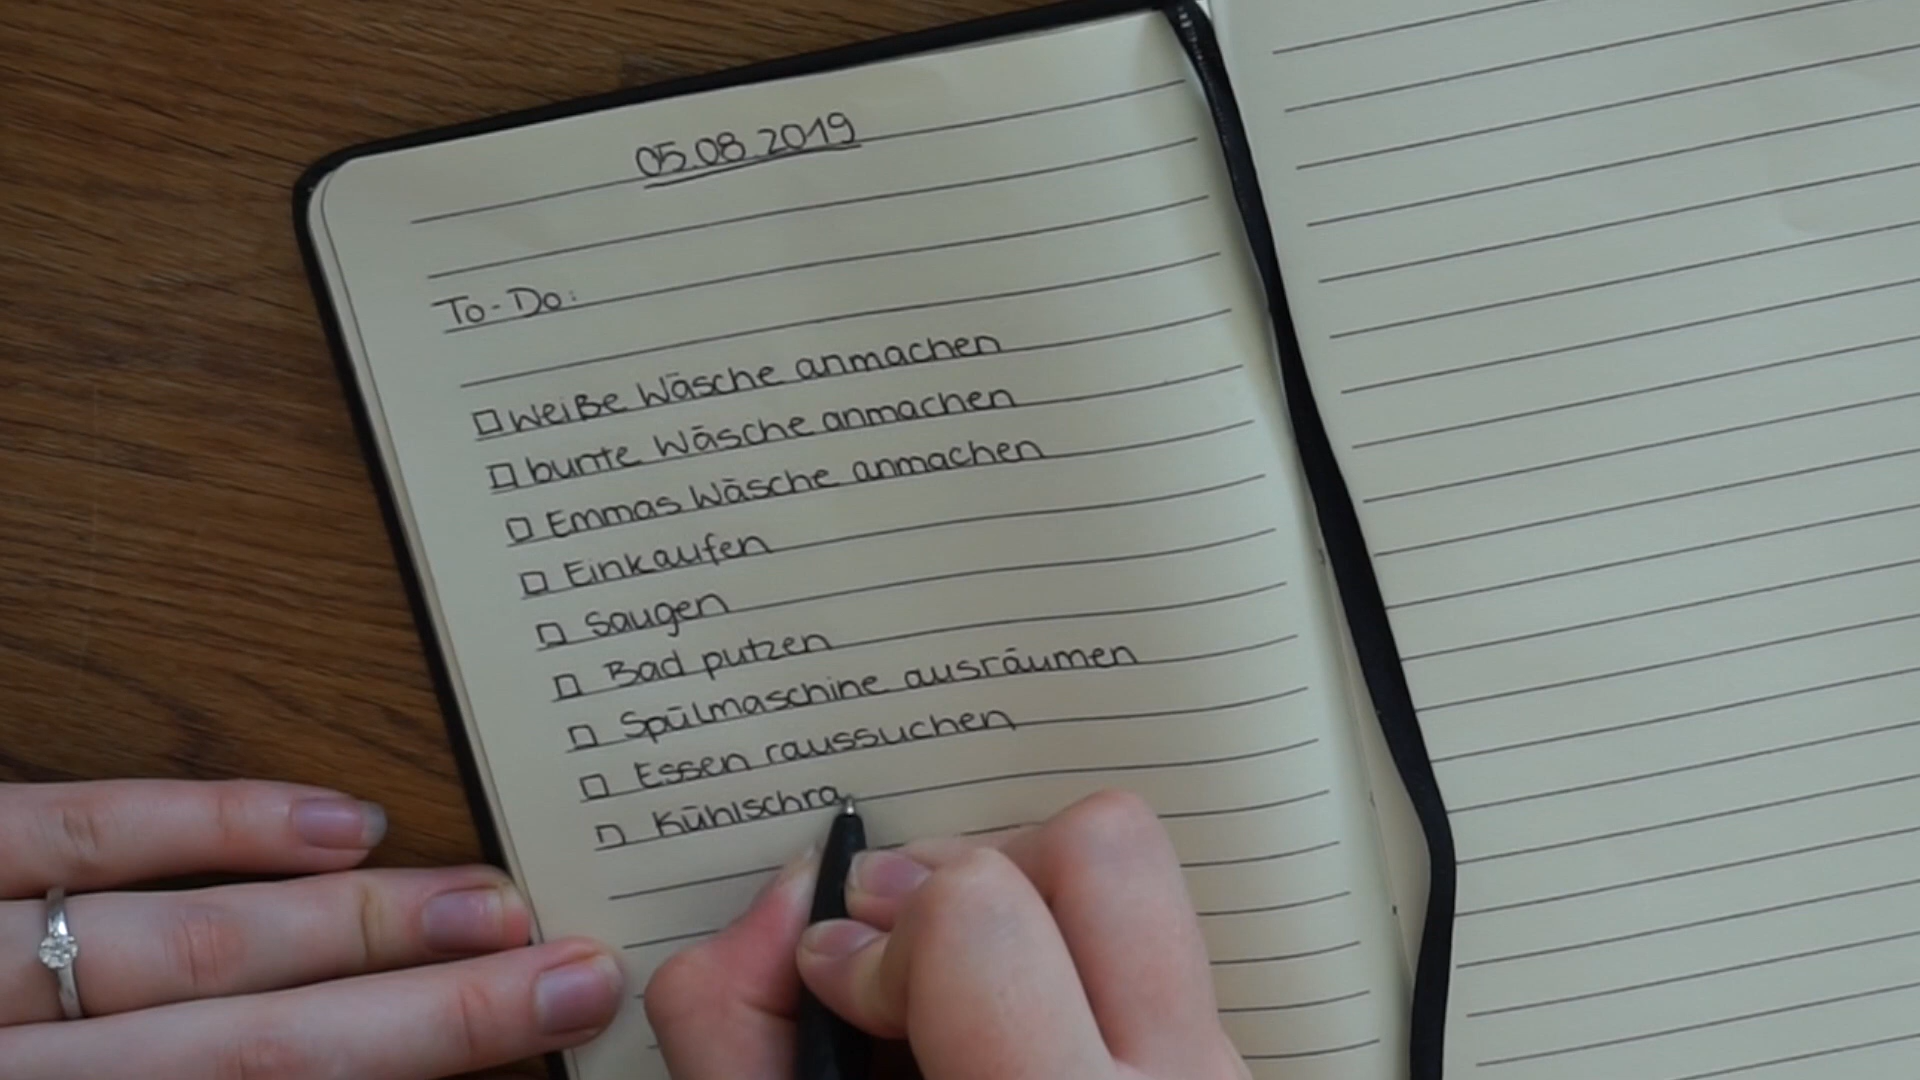 05.08.2019
To-Do:
Weiße Wäsche anmachen
bunte Wäsche anmachen
Emmas Wäsche anmachen
Einkaufen
Saugen
Bad putzen
Spülmaschine ausräumen
Essen raussuchen
Kühlschra